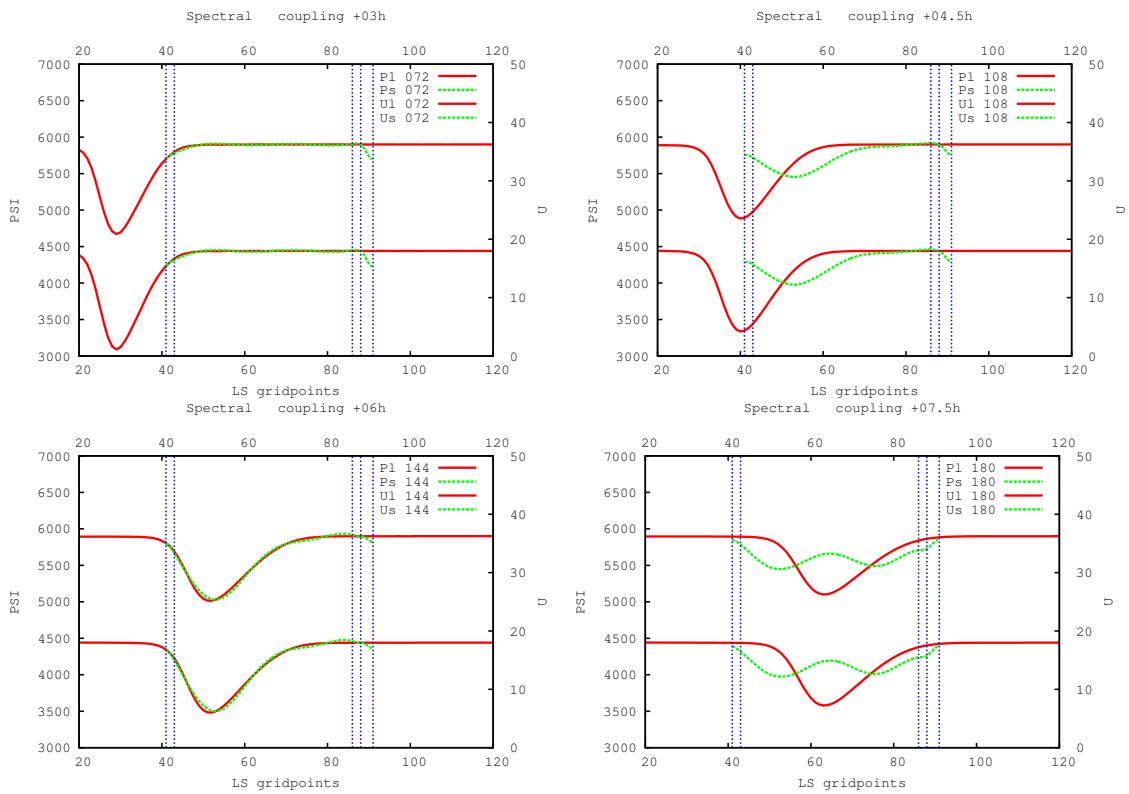 Spectral   coupling +03h
20 40 60 80 100 120
7000 50
Pl 072
Ps 072
Ul 072
Us 072
6500
6000 40
5500
5000 30
4500 20
4000
3500 10
3000 0
PSI
U
20 40 60 80 100 120
LS gridpoints
Spectral   coupling +04.5h
20 40 60 80 100 120
7000 50
Pl 108
Ps 108
Ul 108
Us 108
6500
6000 40
5500
5000 30
4500 20
4000
3500 10
3000 0
PSI
U
20 40 60 80 100 120
LS gridpoints
Spectral   coupling +06h
20 40 60 80 100 120
7000 50
Pl 144
Ps 144
Ul 144
Us 144
6500
6000 40
5500
5000 30
4500 20
4000
3500 10
3000 0
PSI
U
20 40 60 80 100 120
LS gridpoints
Spectral   coupling +07.5h
20 40 60 80 100 120
7000 50
Pl 180
Ps 180
Ul 180
Us 180
6500
6000 40
5500
5000 30
4500 20
4000
3500 10
3000 0
PSI
U
20 40 60 80 100 120
LS gridpoints